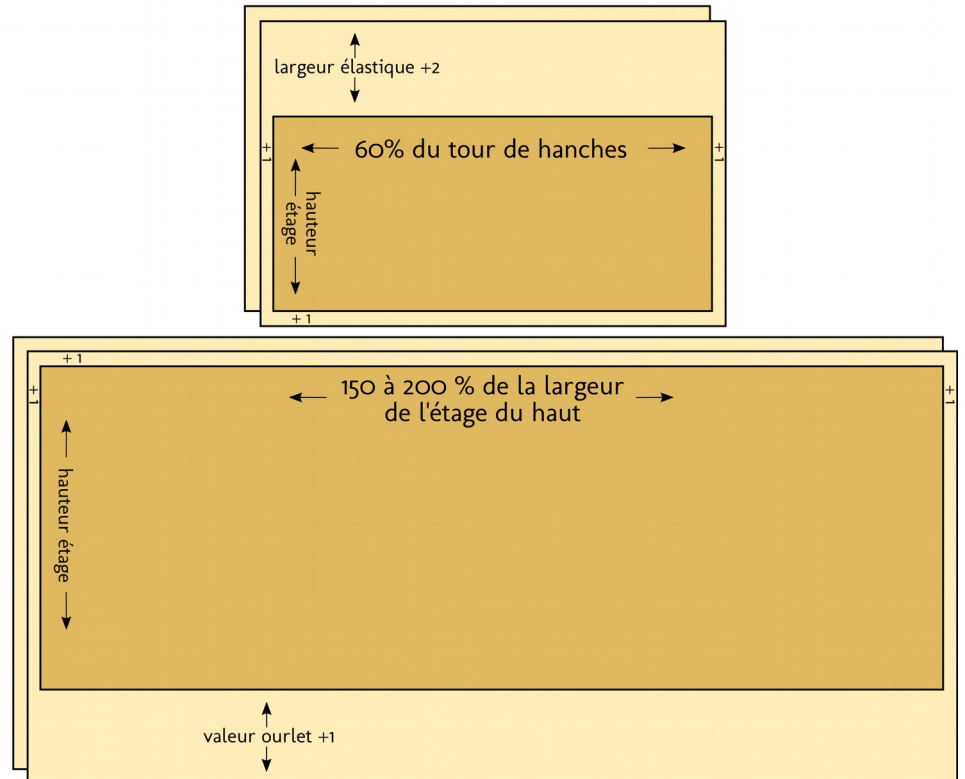 largeur élastique +2
+1
60% du tour de hanches
+1
hauteur
étage
+1
+1
+1
150 à 200 % de la largeur
de l'étage du haut
+1
hauteur étage
valeur ourlet +1